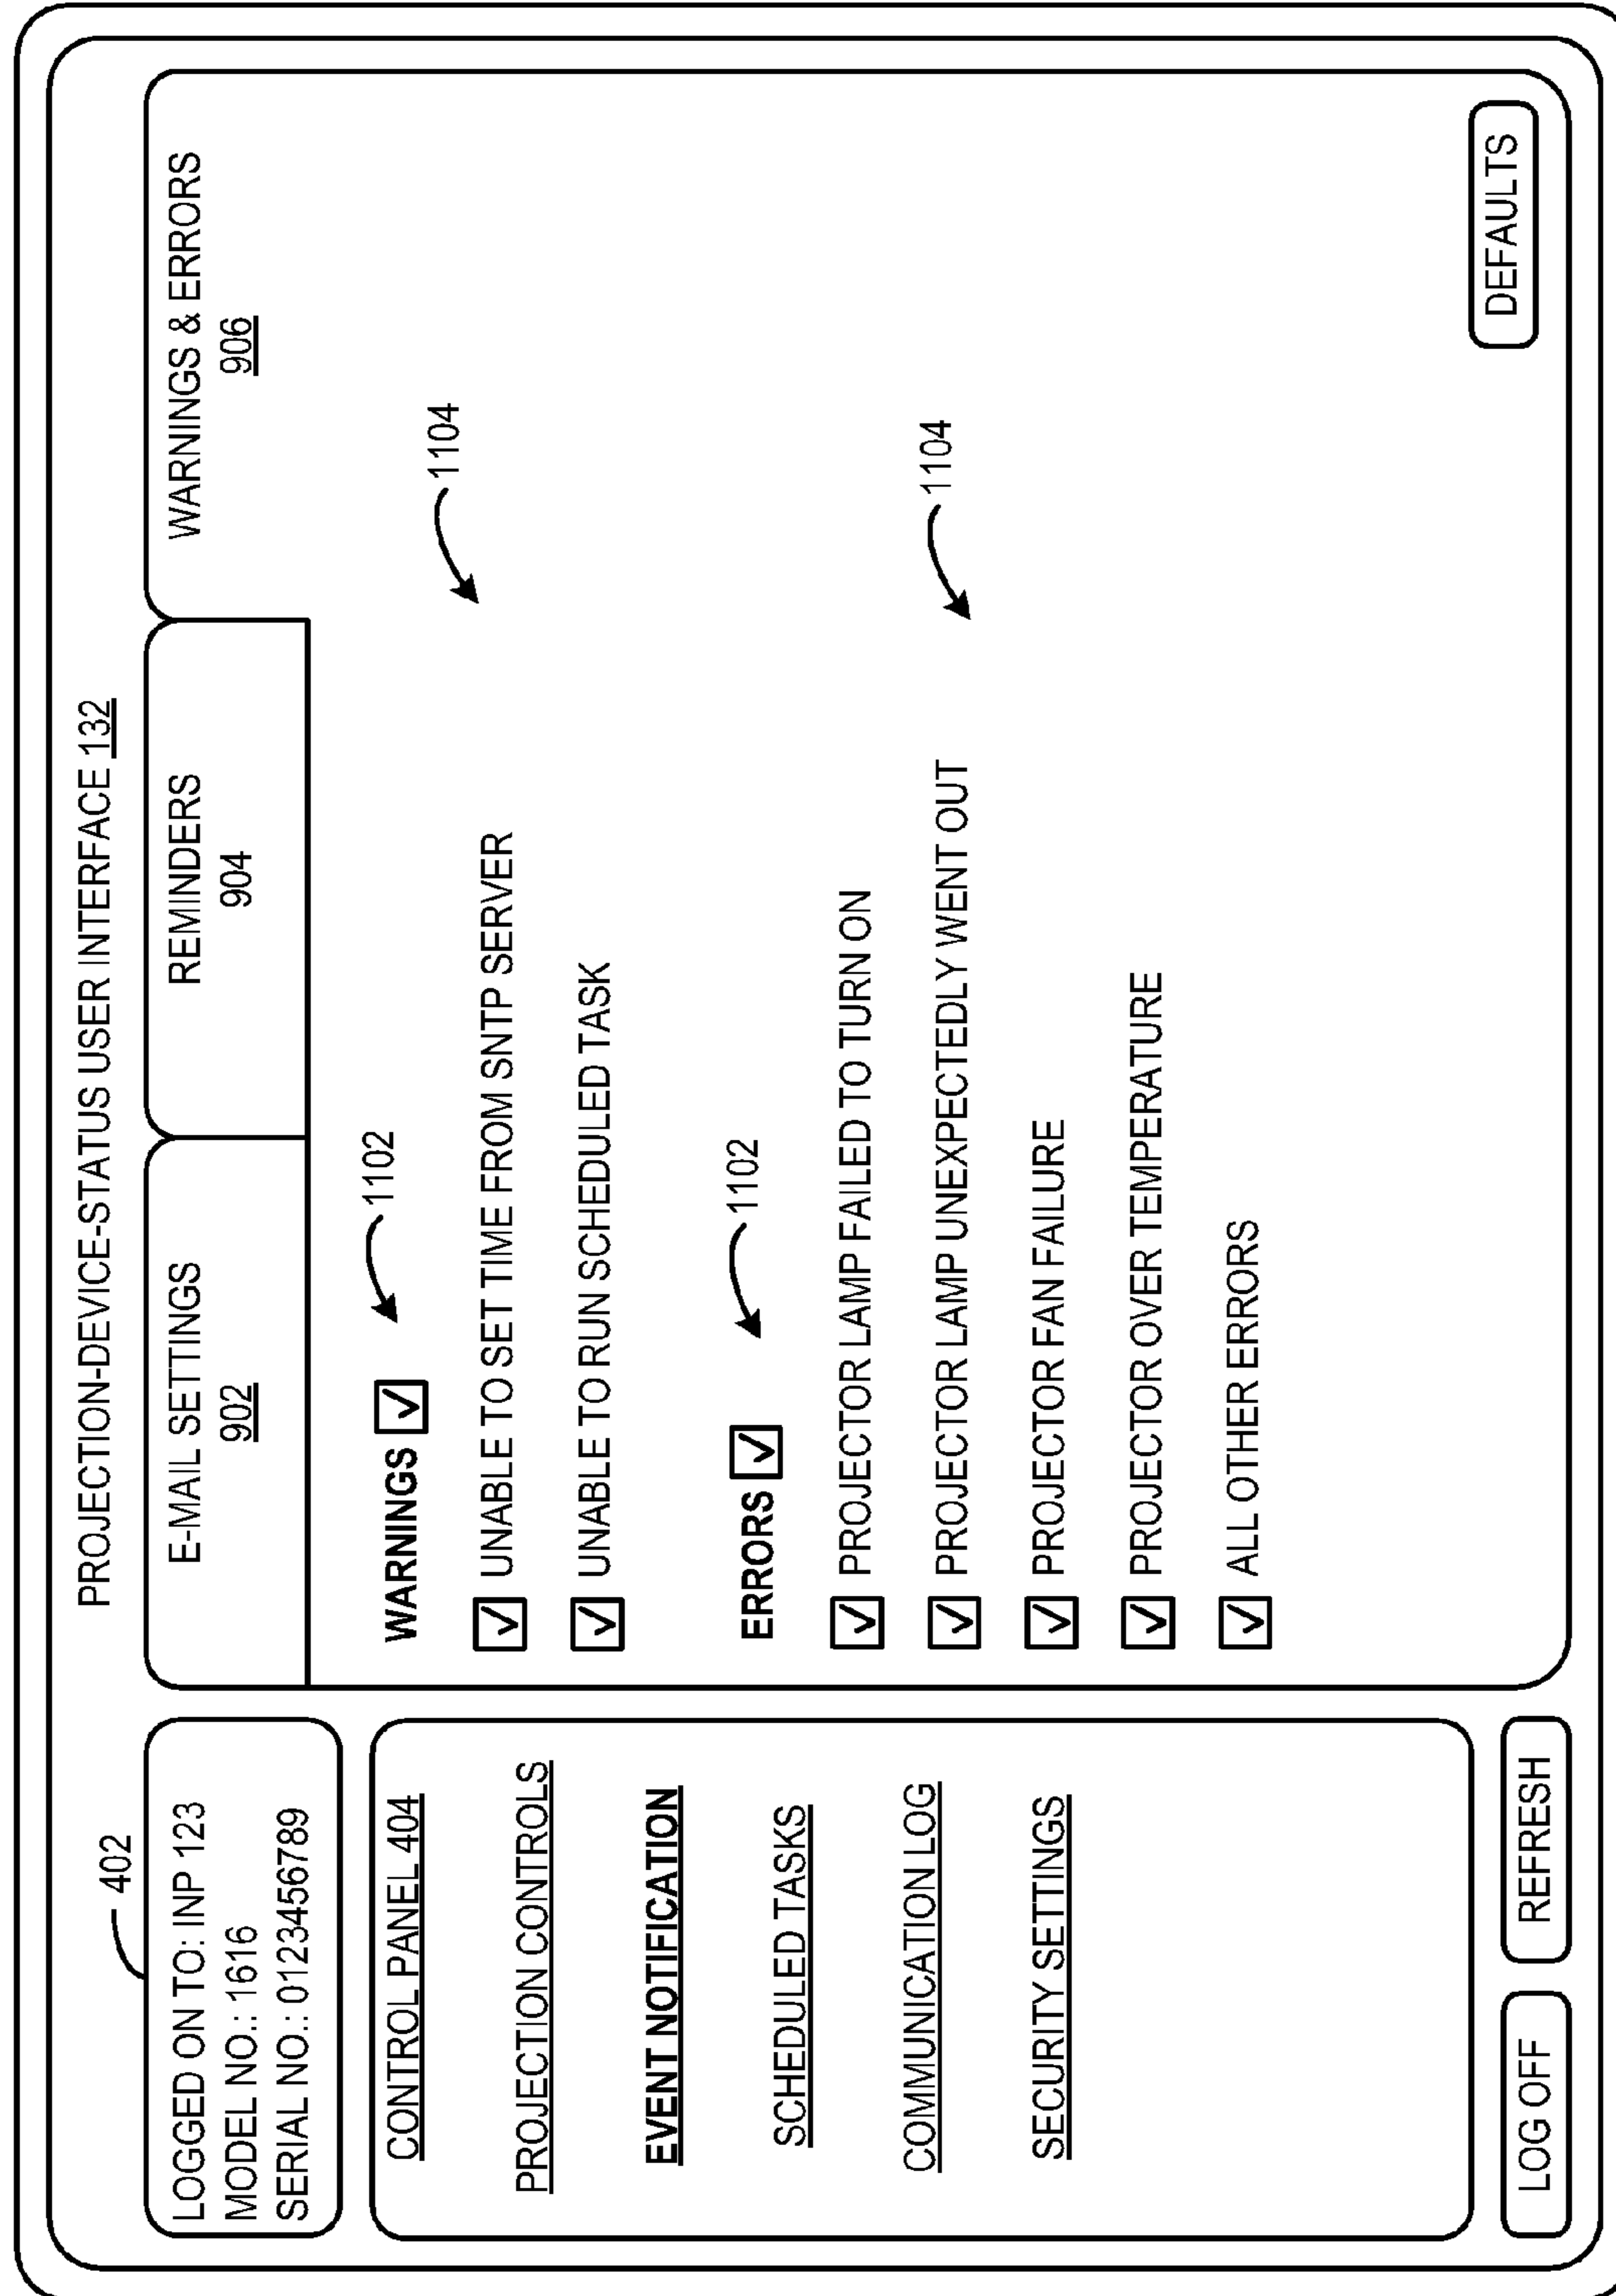 PROJECTION-DEVICE-STATUS USER INTERFACE 132
402
LOGGED ON TO: INP 123
MODEL NO.: 1616
SERIAL NO.: 0123456789
CONTROL PANEL 404
PROJECTION CONTROLS
EVENT NOTIFICATION
SCHEDULED TASKS
COMMUNICATION LOG
SECURITY SETTINGS
LOG OFF
REFRESH
E-MAIL SETTINGS
902
REMINDERS
904
WARNINGS & ERRORS
906
WARNINGS
1102
1104
UNABLE TO SET TIME FROM SNTP SERVER
UNABLE TO RUN SCHEDULED TASK
ERRORS
1102
1104
PROJECTOR LAMP FAILED TO TURN ON
PROJECTOR LAMP UNEXPECTEDLY WENT OUT
PROJECTOR FAN FAILURE
PROJECTOR OVER TEMPERATURE
ALL OTHER ERRORS
DEFAULTS